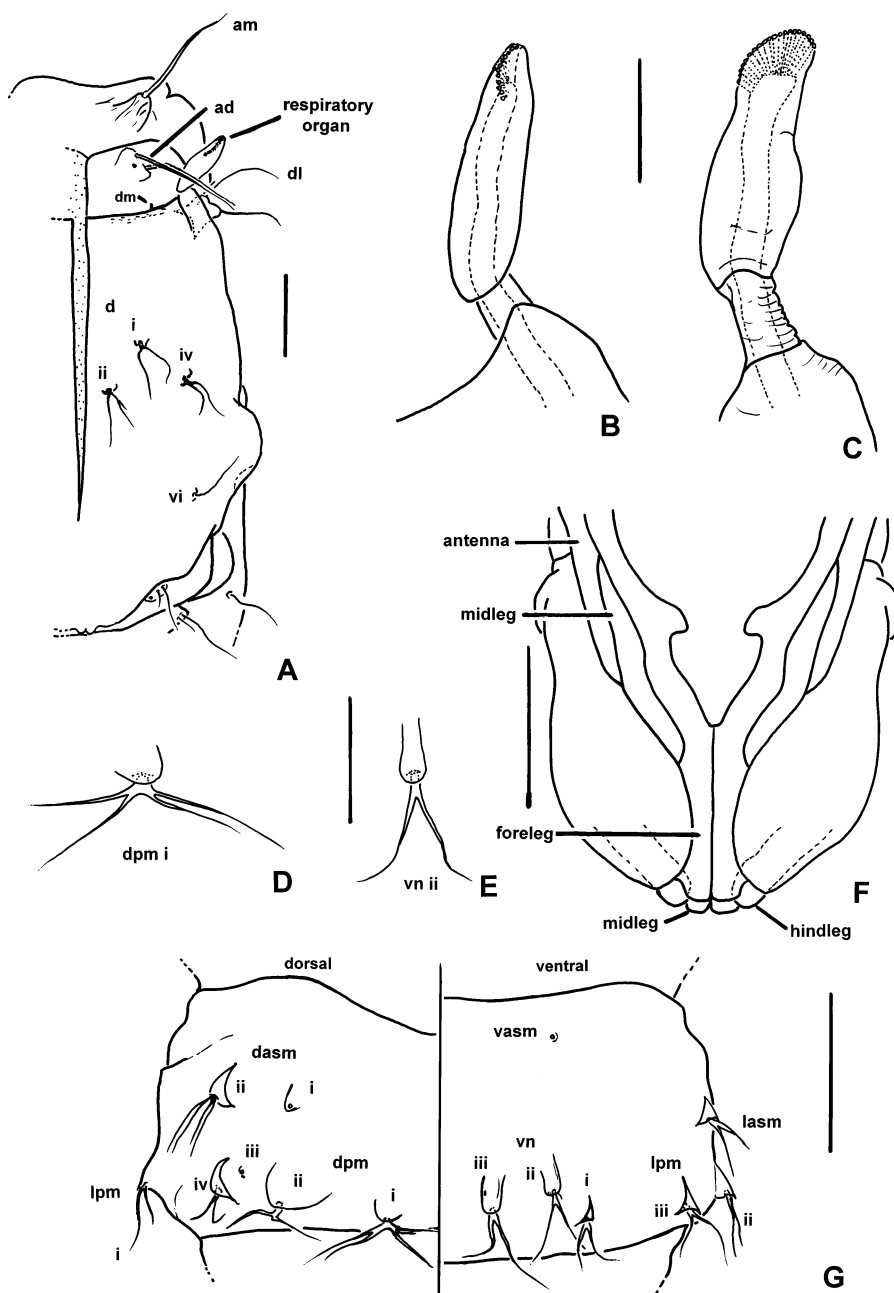 am
ad
respiratory
organ
dl
dm
d
i
ii
iv
vi
A
B
C
antenna
midleg
foreleg
midleg
hindleg
F
dpm i
D
vn ii
E
dorsal
ventral
dasm
ii
i
iii
iv
ii
dpm
i
lpm
i
vasm
lasm
vn
iii
ii
i
lpm
iii
ii
G